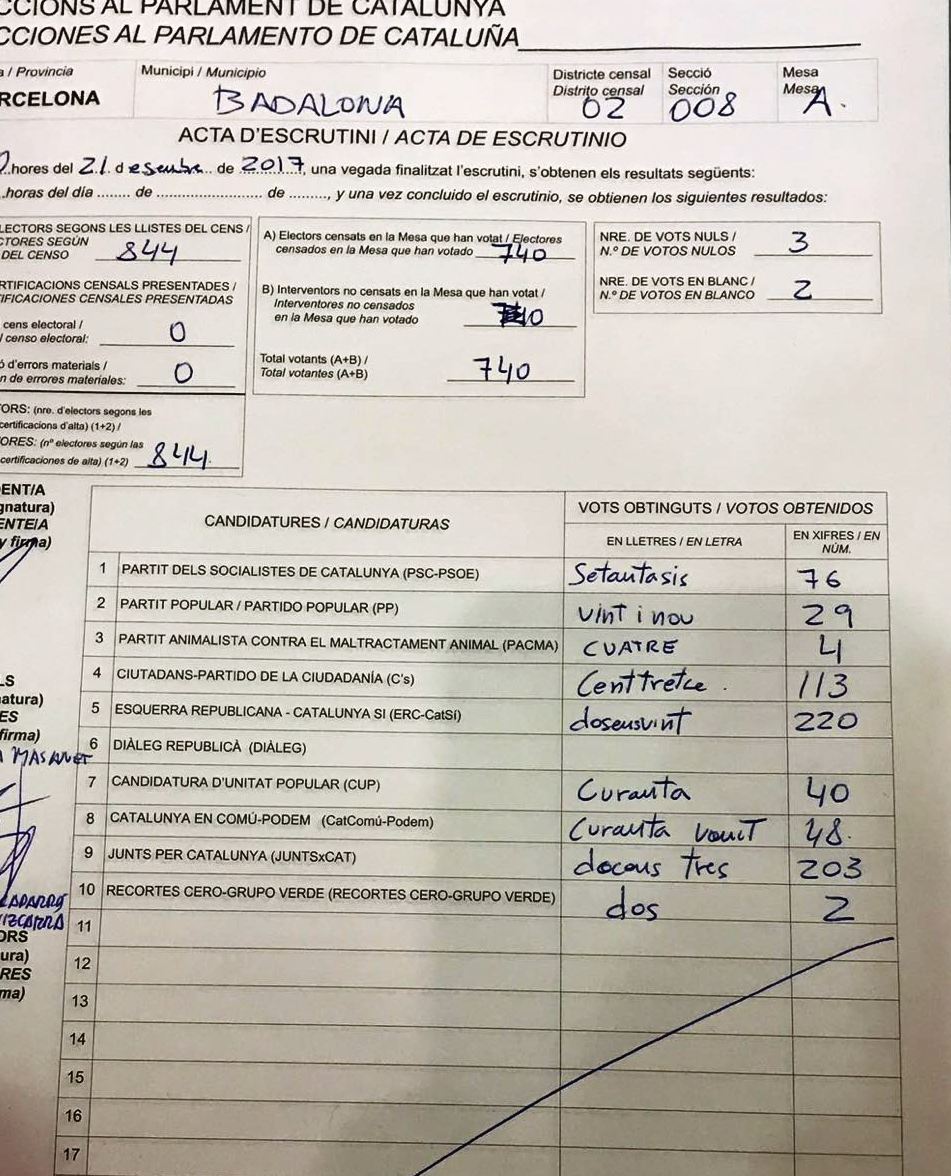 CCIONS AL PARLAMENT DE CATALUNYA
CCIONES AL PARLAMENTO DE CATALUÑA
a / Provincia
RCELONA
Municipi / Municipio
BADALONA
Districte censal
Distrito censal
02
Secció
Sección
008
Mesa
Mesa
A.
ACTA D'ESCRUTINI / ACTA DE ESCRUTINIO
hores del 21 desembre de 2017, una vegada finalitzat l'escrutini, s'obtenen els resultats següents:
.horas del día ........ de .......................... de ........., y una vez concluido el escrutinio, se obtienen los siguientes resultados:
LECTORS SEGONS LES LLISTES DEL CENS /
CTORES SEGÚN
DEL CENSO 844
RTIFICACIONS CENSALS PRESENTADES /
IFICACIONES CENSALES PRESENTADAS
cens electoral /
censo electoral: 0
ó d'errors materials /
n de errores materiales: 0
ORS: (nre. d'electors segons les
certificacions d'alta) (1+2) /
ORES: (nº electores según las
certificaciones de alta) (1+2) 844
A) Electors censats en la Mesa que han votat / Electores
censados en la Mesa que han votado 740
B) Interventors no censats en la Mesa que han votat /
Interventores no censados
en la Mesa que han votado 0
Total votants (A+B) /
Total votantes (A+B) 740
NRE. DE VOTS NULS /
N.º DE VOTOS NULOS 3
NRE. DE VOTS EN BLANC /
N.º DE VOTOS EN BLANCO 2
ENT/A
gnatura)
ENTE/A
y firma)
LS
natura)
ES
firma)
MASANET
ORS
ura)
RES
ma)
CANDIDATURES / CANDIDATURAS
VOTS OBTINGUTS / VOTOS OBTENIDOS
EN LLETRES / EN LETRA
EN XIFRES / EN
NÚM.
1 PARTIT DELS SOCIALISTES DE CATALUNYA (PSC-PSOE) Setantasis 76
2 PARTIT POPULAR / PARTIDO POPULAR (PP) vint i nou 29
3 PARTIT ANIMALISTA CONTRA EL MALTRACTAMENT ANIMAL (PACMA) CUATRE 4
4 CIUTADANS-PARTIDO DE LA CIUDADANÍA (C's) Centtretce. 113
5 ESQUERRA REPUBLICANA - CATALUNYA SI (ERC-CatSí) dosensvint 220
6 DIÀLEG REPUBLICÀ (DIÀLEG)
7 CANDIDATURA D'UNITAT POPULAR (CUP) Curanta 40
8 CATALUNYA EN COMÚ-PODEM (CatComú-Podem) Curanta vouit 48.
9 JUNTS PER CATALUNYA (JUNTSxCAT) docens tres 203
10 RECORTES CERO-GRUPO VERDE (RECORTES CERO-GRUPO VERDE) dos 2
11
12
13
14
15
16
17